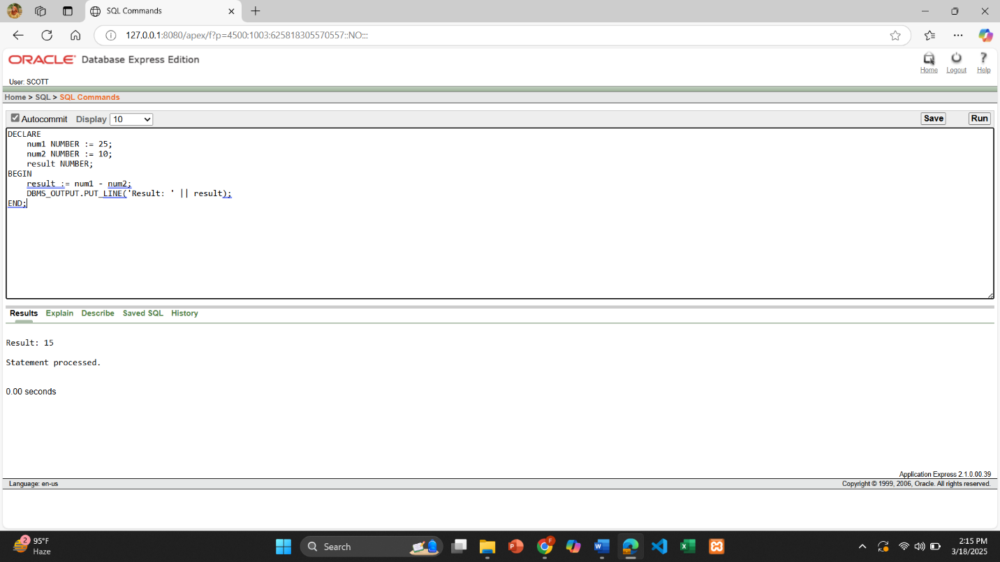 SQL Commands
127.0.0.1:8080/apex/f?p=4500:1003:625818305570557::NO:::
ORACLE Database Express Edition
Home Logout Help
User: SCOTT
Home > SQL > SQL Commands
Autocommit Display 10 Save Run
DECLARE
    num1 NUMBER := 25;
    num2 NUMBER := 10;
    result NUMBER;
BEGIN
    result := num1 - num2;
    DBMS_OUTPUT.PUT_LINE('Result: ' || result);
END;
Results Explain Describe Saved SQL History
Result: 15
Statement processed.
0.00 seconds
Application Express 2.1.0.00.39
Language: en-us Copyright © 1999, 2006, Oracle. All rights reserved.
2 95°F
Haze
Search
F
P
W
X
2:15 PM
3/18/2025